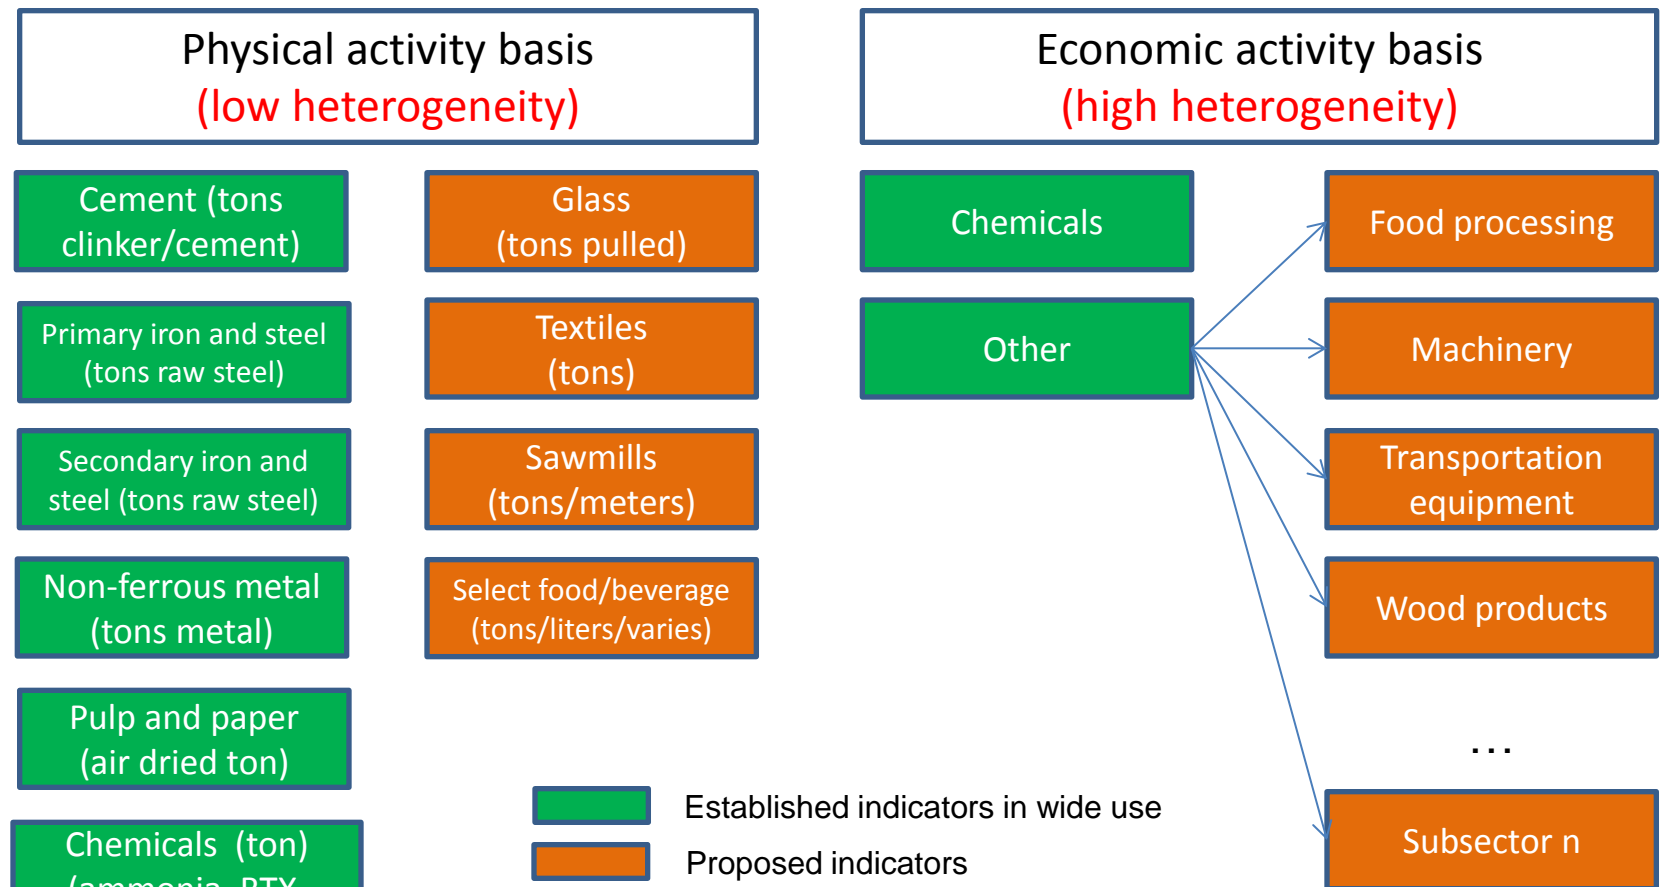 Physical activity basis
(low heterogeneity)
Economic activity basis
(high heterogeneity)
Cement (tons
clinker/cement)
Primary iron and steel
(tons raw steel)
Secondary iron and
steel (tons raw steel)
Non-ferrous metal
(tons metal)
Pulp and paper
(air dried ton)
Chemicals (ton)
(ammonia, BTX,
Glass
(tons pulled)
Textiles
(tons)
Sawmills
(tons/meters)
Select food/beverage
(tons/liters/varies)
Chemicals
Other
Food processing
Machinery
Transportation
equipment
Wood products
...
Subsector n
Established indicators in wide use
Proposed indicators